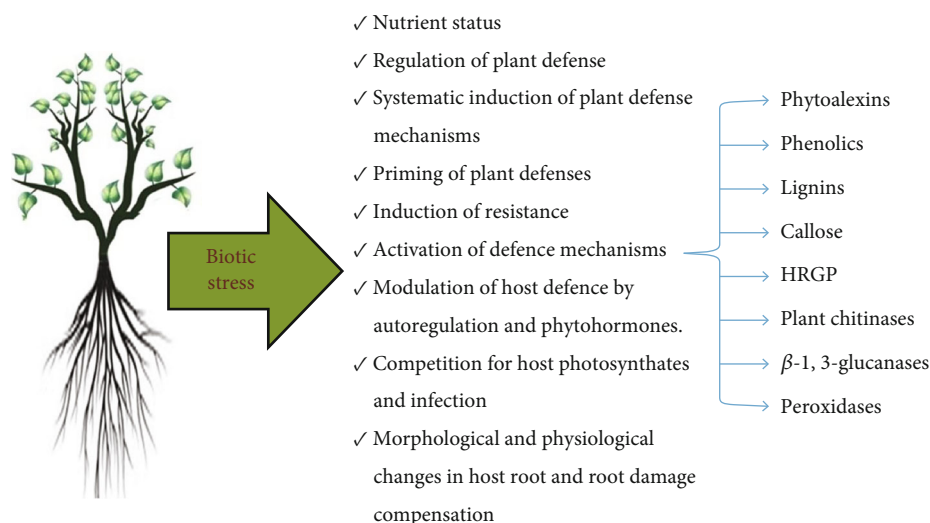 Biotic
stress
✓ Nutrient status
✓ Regulation of plant defense
✓ Systematic induction of plant defense
mechanisms
✓ Priming of plant defenses
✓ Induction of resistance
✓ Activation of defence mechanisms
✓ Modulation of host defence by
autoregulation and phytohormones.
✓ Competition for host photosynthates
and infection
✓ Morphological and physiological
changes in host root and root damage
compensation
Phytoalexins
Phenolics
Lignins
Callose
HRGP
Plant chitinases
β-1, 3-glucanases
Peroxidases